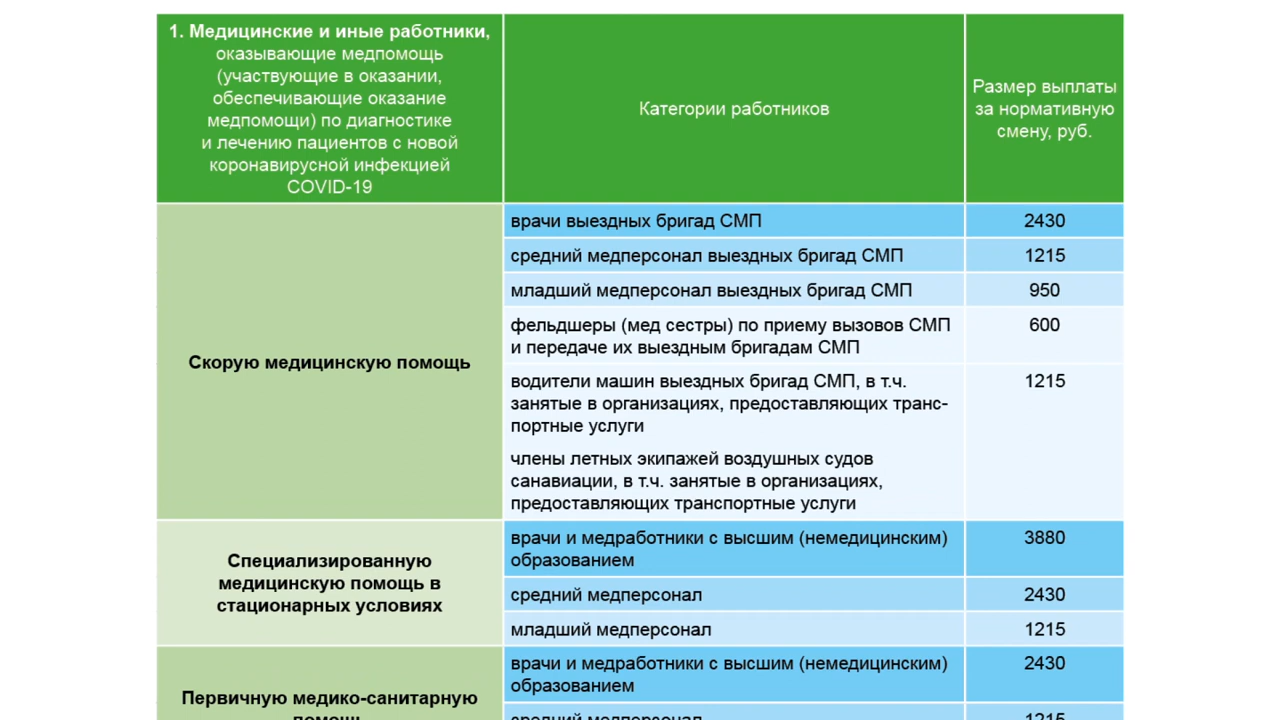 1. Медицинские и иные работники,
оказывающие медпомощь
(участвующие в оказании,
обеспечивающие оказание
медпомощи) по диагностике
и лечению пациентов с новой
коронавирусной инфекцией
COVID-19
Категории работников
Размер выплаты
за нормативную
смену, руб.
Скорую медицинскую помощь
врачи выездных бригад СМП
2430
средний медперсонал выездных бригад СМП
1215
младший медперсонал выездных бригад СМП
950
фельдшеры (мед сестры) по приему вызовов СМП
и передаче их выездным бригадам СМП
600
водители машин выездных бригад СМП, в т.ч.
занятые в организациях, предоставляющих транс-
портные услуги
1215
члены летных экипажей воздушных судов
санавиации, в т.ч. занятые в организациях,
предоставляющих транспортные услуги
Специализированную
медицинскую помощь в
стационарных условиях
врачи и медработники с высшим (немедицинским)
образованием
3880
средний медперсонал
2430
младший медперсонал
1215
Первичную медико-санитарную
помощь
врачи и медработники с высшим (немедицинским)
образованием
2430
средний медперсонал
1215